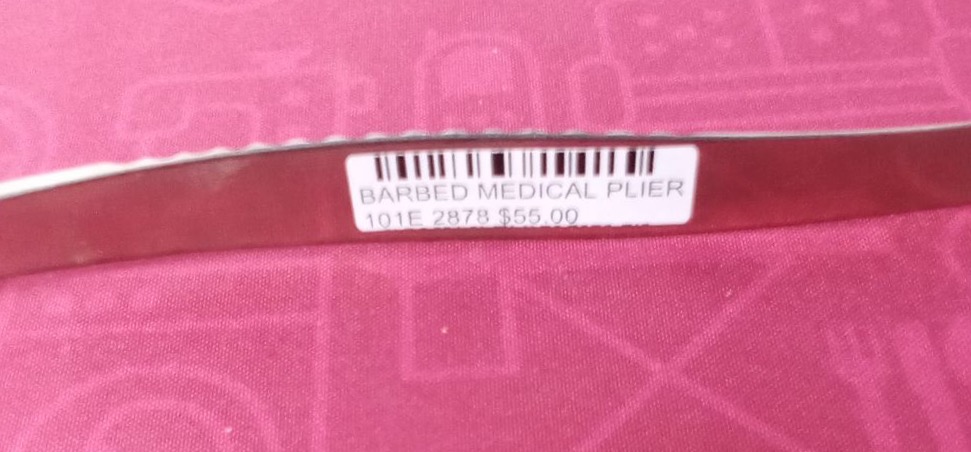 BARBED MEDICAL PLIER
101E 2878 $55.00